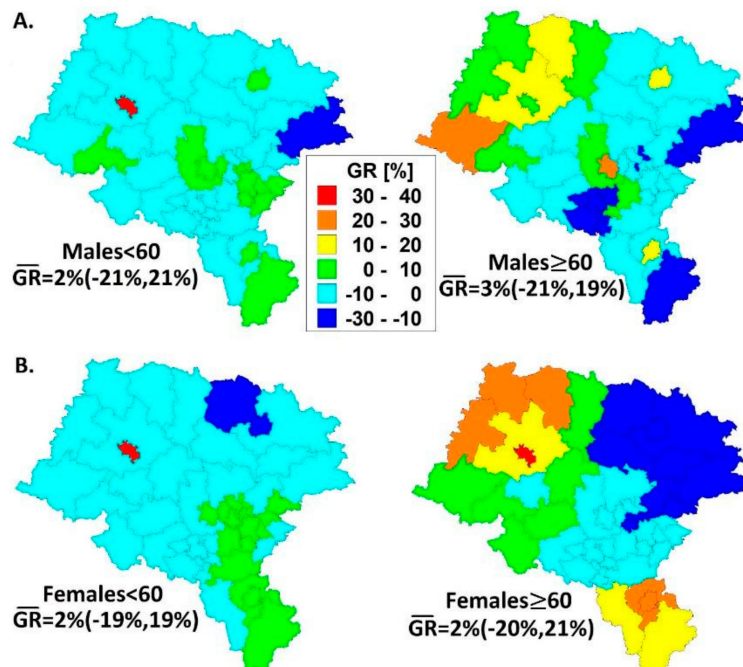 A.
GR [%]
30 - 40
20 - 30
10 - 20
0 - 10
-10 - 0
-30 - -10
Males<60
GR=2%(-21%,21%)
Males≥60
GR=3%(-21%,19%)
B.
Females<60
GR=2%(-19%,19%)
Females≥60
GR=2%(-20%,21%)